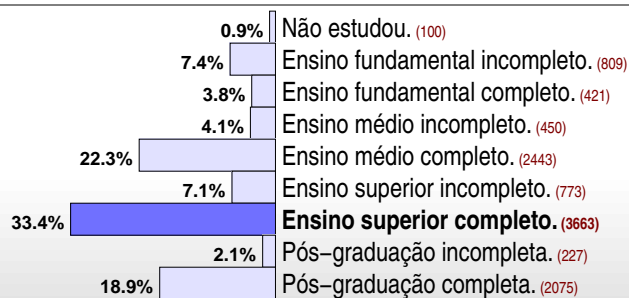 0.9% Não estudou. (100)
7.4% Ensino fundamental incompleto. (809)
3.8% Ensino fundamental completo. (421)
4.1% Ensino médio incompleto. (450)
22.3% Ensino médio completo. (2443)
7.1% Ensino superior incompleto. (773)
33.4% Ensino superior completo. (3663)
2.1% Pós−graduação incompleta. (227)
18.9% Pós−graduação completa. (2075)